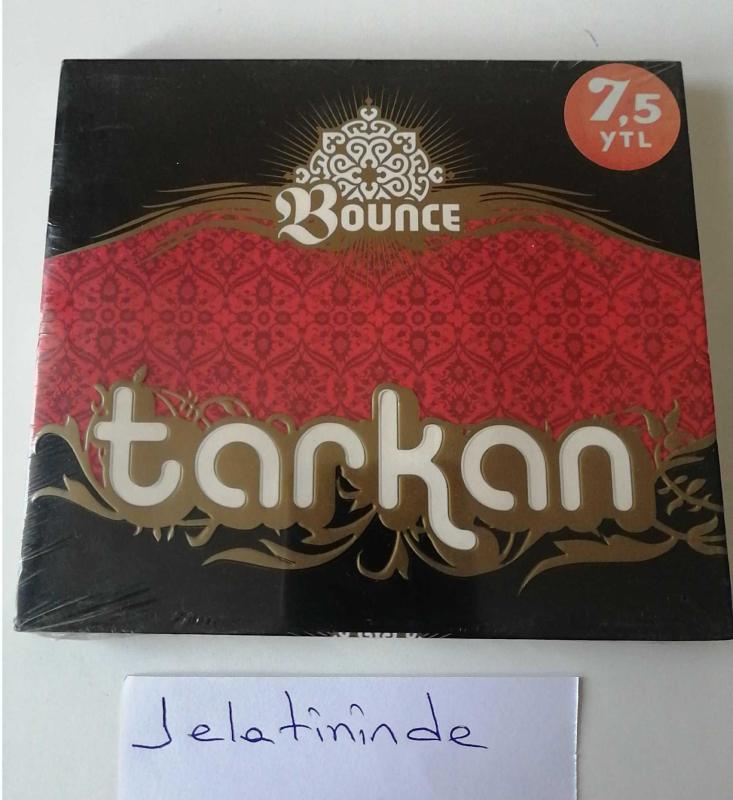 7,5
YTL
BOUNCE
tarkan
Jelatininde